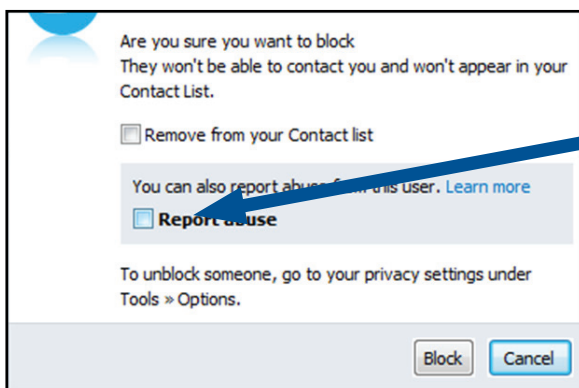 Are you sure you want to block
They won't be able to contact you and won't appear in your
Contact List.
Remove from your Contact list
You can also report abuse from this user. Learn more
Report abuse
To unblock someone, go to your privacy settings under
Tools » Options.
Block Cancel